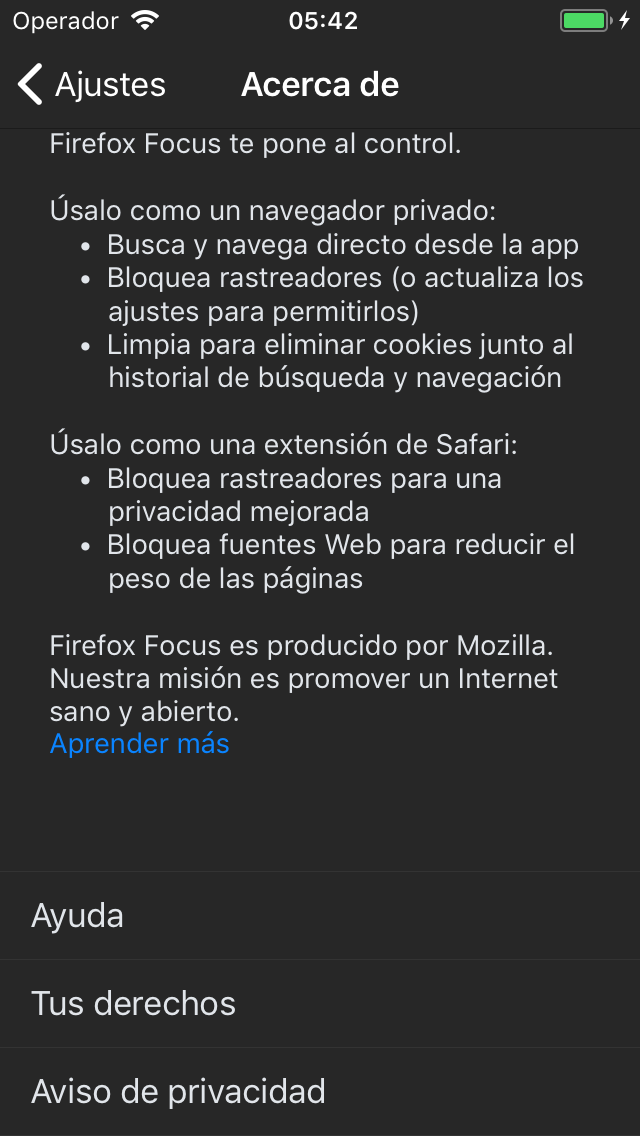 Operador 05:42
Ajustes Acerca de
Firefox Focus te pone al control.
Úsalo como un navegador privado:
• Busca y navega directo desde la app
• Bloquea rastreadores (o actualiza los
ajustes para permitirlos)
• Limpia para eliminar cookies junto al
historial de búsqueda y navegación
Úsalo como una extensión de Safari:
• Bloquea rastreadores para una
privacidad mejorada
• Bloquea fuentes Web para reducir el
peso de las páginas
Firefox Focus es producido por Mozilla.
Nuestra misión es promover un Internet
sano y abierto.
Aprender más
Ayuda
Tus derechos
Aviso de privacidad